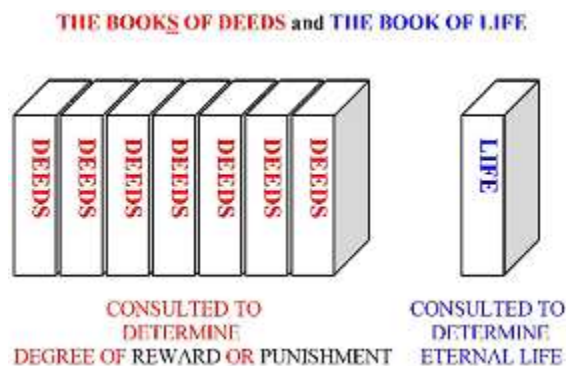 THE BOOKS OF DEEDS and THE BOOK OF LIFE
DEEDS
DEEDS
DEEDS
DEEDS
DEEDS
DEEDS
DEEDS
LIFE
CONSULTED TO
DETERMINE
DEGREE OF REWARD OR PUNISHMENT
CONSULTED TO
DETERMINE
ETERNAL LIFE